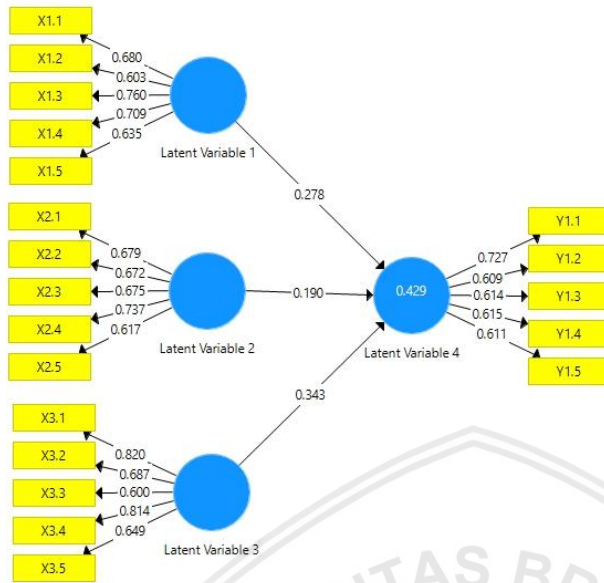 X1.1
X1.2
X1.3
X1.4
X1.5
0.680
0.603
0.760
0.709
0.635
Latent Variable 1
0.278
X2.1
X2.2
X2.3
X2.4
X2.5
0.679
0.672
0.675
0.737
0.617
Latent Variable 2
0.190
X3.1
X3.2
X3.3
X3.4
X3.5
0.820
0.687
0.600
0.814
0.649
Latent Variable 3
0.343
0.429
Latent Variable 4
0.727
0.609
0.614
0.615
0.611
Y1.1
Y1.2
Y1.3
Y1.4
Y1.5